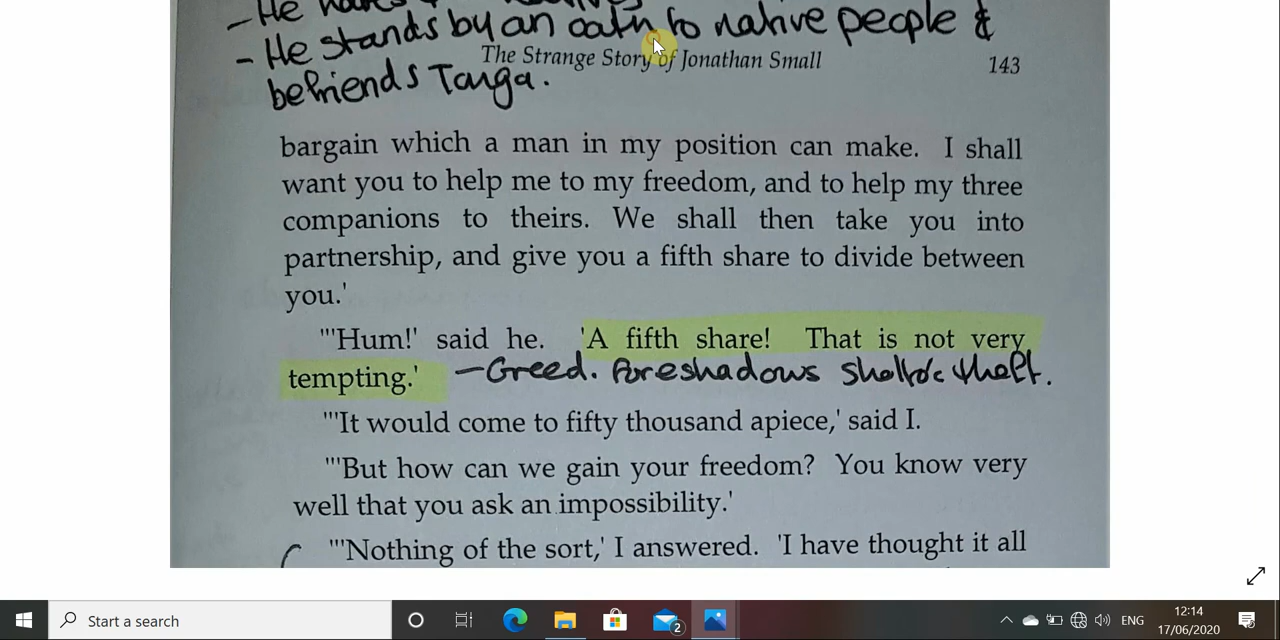 - He
- He stands by an oath to native people &
The Strange Story of Jonathan Small 143
befriends Tonga.
bargain which a man in my position can make. I shall
want you to help me to my freedom, and to help my three
companions to theirs. We shall then take you into
partnership, and give you a fifth share to divide between
you.'
"'Hum!' said he. 'A fifth share! That is not very
tempting.' - Greed. Foreshadows theft.
"'It would come to fifty thousand apiece,' said I.
"'But how can we gain your freedom? You know very
well that you ask an impossibility.'
"'Nothing of the sort,' I answered. 'I have thought it all
Start a search
2
ENG
12:14
17/06/2020